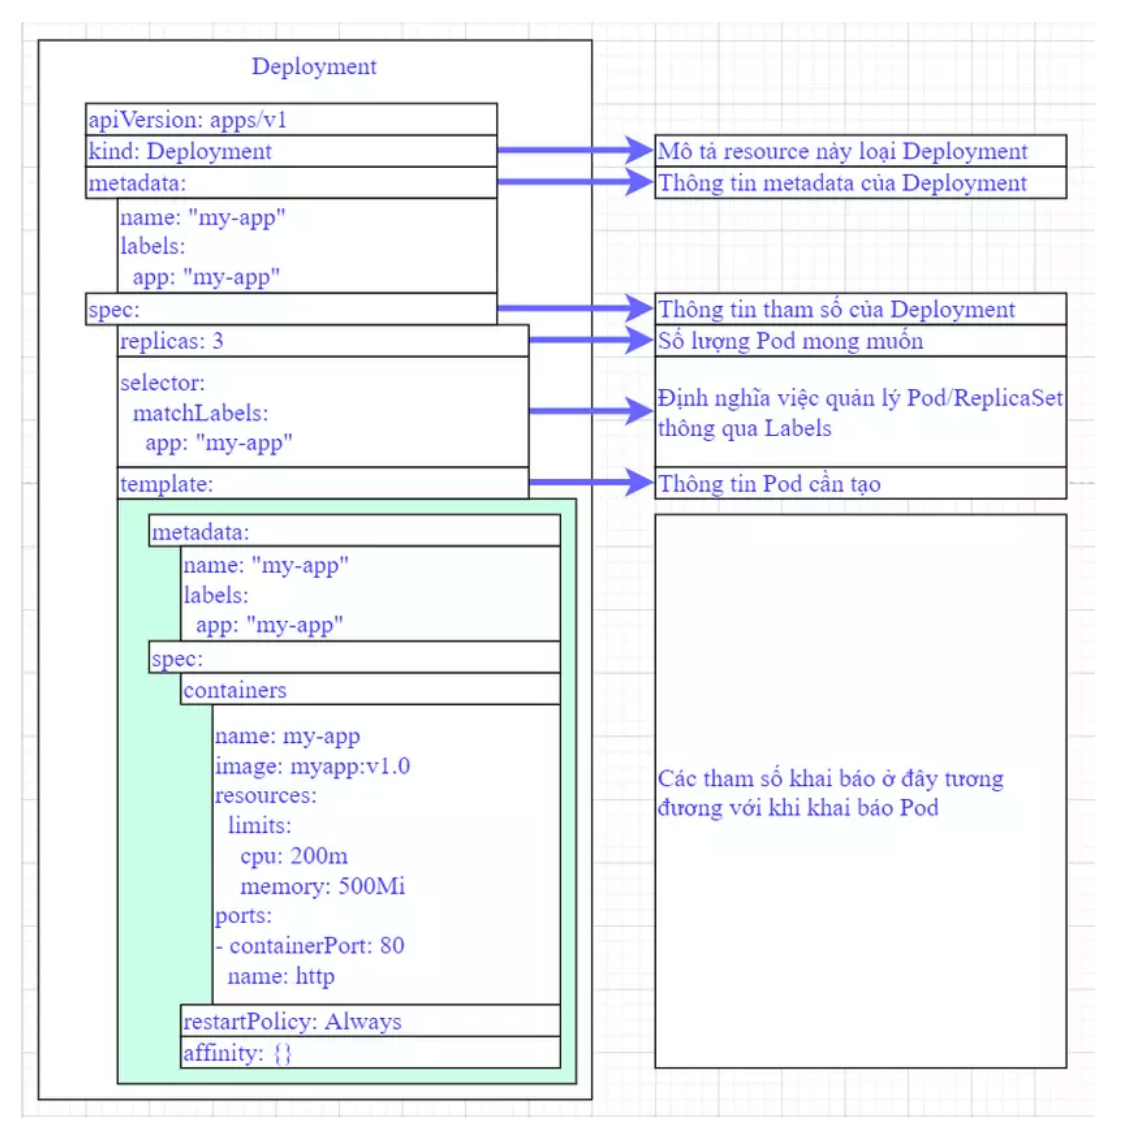 Deployment
apiVersion: apps/v1
kind: Deployment
Mô tả resource này loại Deployment
metadata:
Thông tin metadata của Deployment
name: "my-app"
labels:
app: "my-app"
spec:
Thông tin tham số của Deployment
replicas: 3
Số lượng Pod mong muốn
selector:
matchLabels:
app: "my-app"
Định nghĩa việc quản lý Pod/ReplicaSet
thông qua Labels
template:
Thông tin Pod cần tạo
metadata:
name: "my-app"
labels:
app: "my-app"
spec:
containers
name: my-app
image: myapp:v1.0
resources:
limits:
cpu: 200m
memory: 500Mi
ports:
- containerPort: 80
name: http
restartPolicy: Always
affinity: {}
Các tham số khai báo ở đây tương
đương với khi khai báo Pod